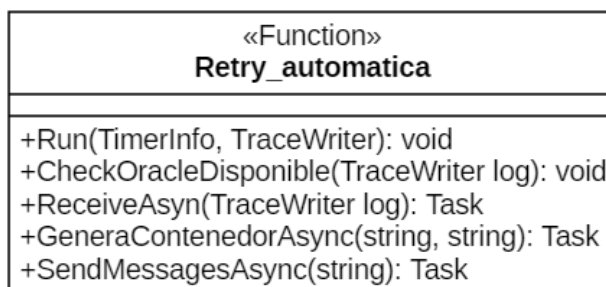 «Function»
Retry_automatica
+Run(TimerInfo, TraceWriter): void
+CheckOracleDisponible(TraceWriter log): void
+ReceiveAsyn(TraceWriter log): Task
+GeneraContenedorAsync(string, string): Task
+SendMessagesAsync(string): Task